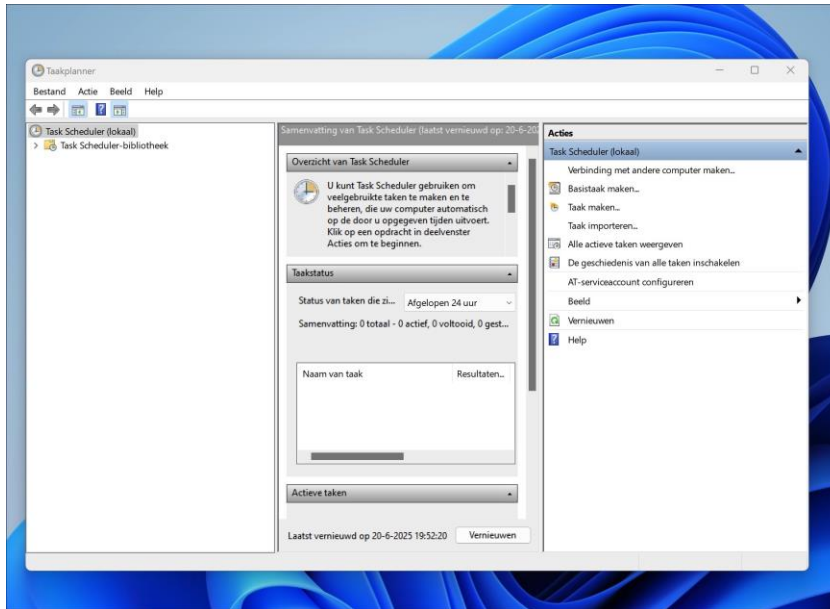 Taakplanner
Bestand Actie Beeld Help
Task Scheduler (lokaal)
Task Scheduler-bibliotheek
Samenvatting van Task Scheduler (laatst vernieuwd op: 20-6-202
Overzicht van Task Scheduler
U kunt Task Scheduler gebruiken om
veelgebruikte taken te maken en te
beheren, die uw computer automatisch
op de door u opgegeven tijden uitvoert.
Klik op een opdracht in deelvenster
Acties om te beginnen.
Taakstatus
Status van taken die zi... Afgelopen 24 uur
Samenvatting: 0 totaal - 0 actief, 0 voltooid, 0 gest...
Naam van taak Resultaten...
Actieve taken
Laatst vernieuwd op 20-6-2025 19:52:20 Vernieuwen
Acties
Task Scheduler (lokaal)
Verbinding met andere computer maken...
Basistaak maken...
Taak maken...
Taak importeren...
Alle actieve taken weergeven
De geschiedenis van alle taken inschakelen
AT-serviceaccount configureren
Beeld
Vernieuwen
Help